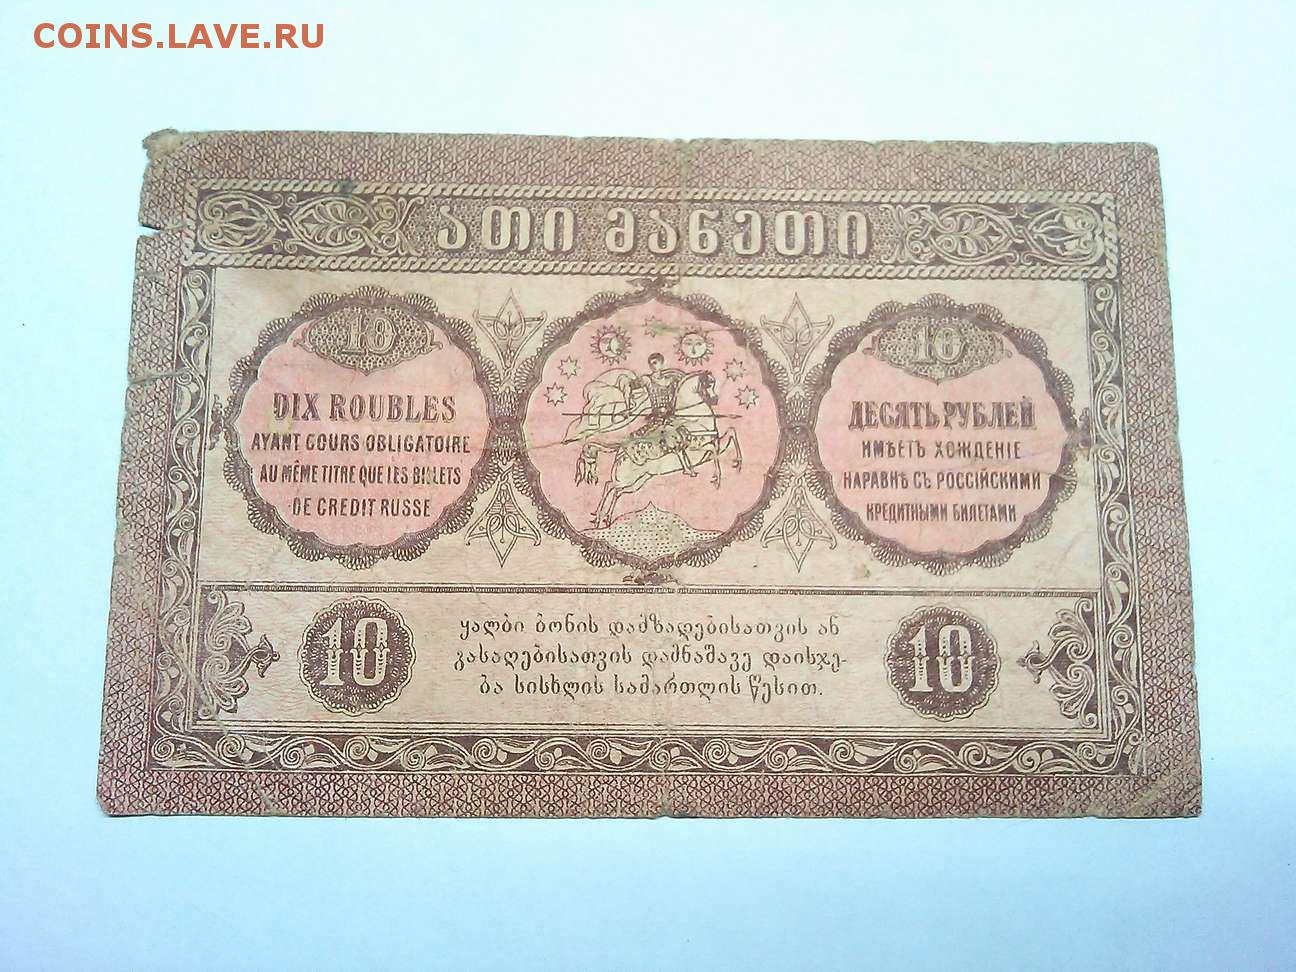 COINS.LAVE.RU
ათი მანეთი
10
DIX ROUBLES
AYANT COURS OBLIGATOIRE
AU MÊME TITRE QUE LES BILLETS
DE CREDIT RUSSE
10
ДЕСЯТЬ РУБЛЕЙ
ИМѢЕТЪ ХОЖДЕНІЕ
НАРАВНѢ СЪ РОССІЙСКИМИ
КРЕДИТНЫМИ БИЛЕТАМИ
10
ყალბი ბონის დამზადებისათვის ან
გასაღებისათვის დამნაშავე დაისჯე-
ბა სისხლის სამართლის წესით.
10